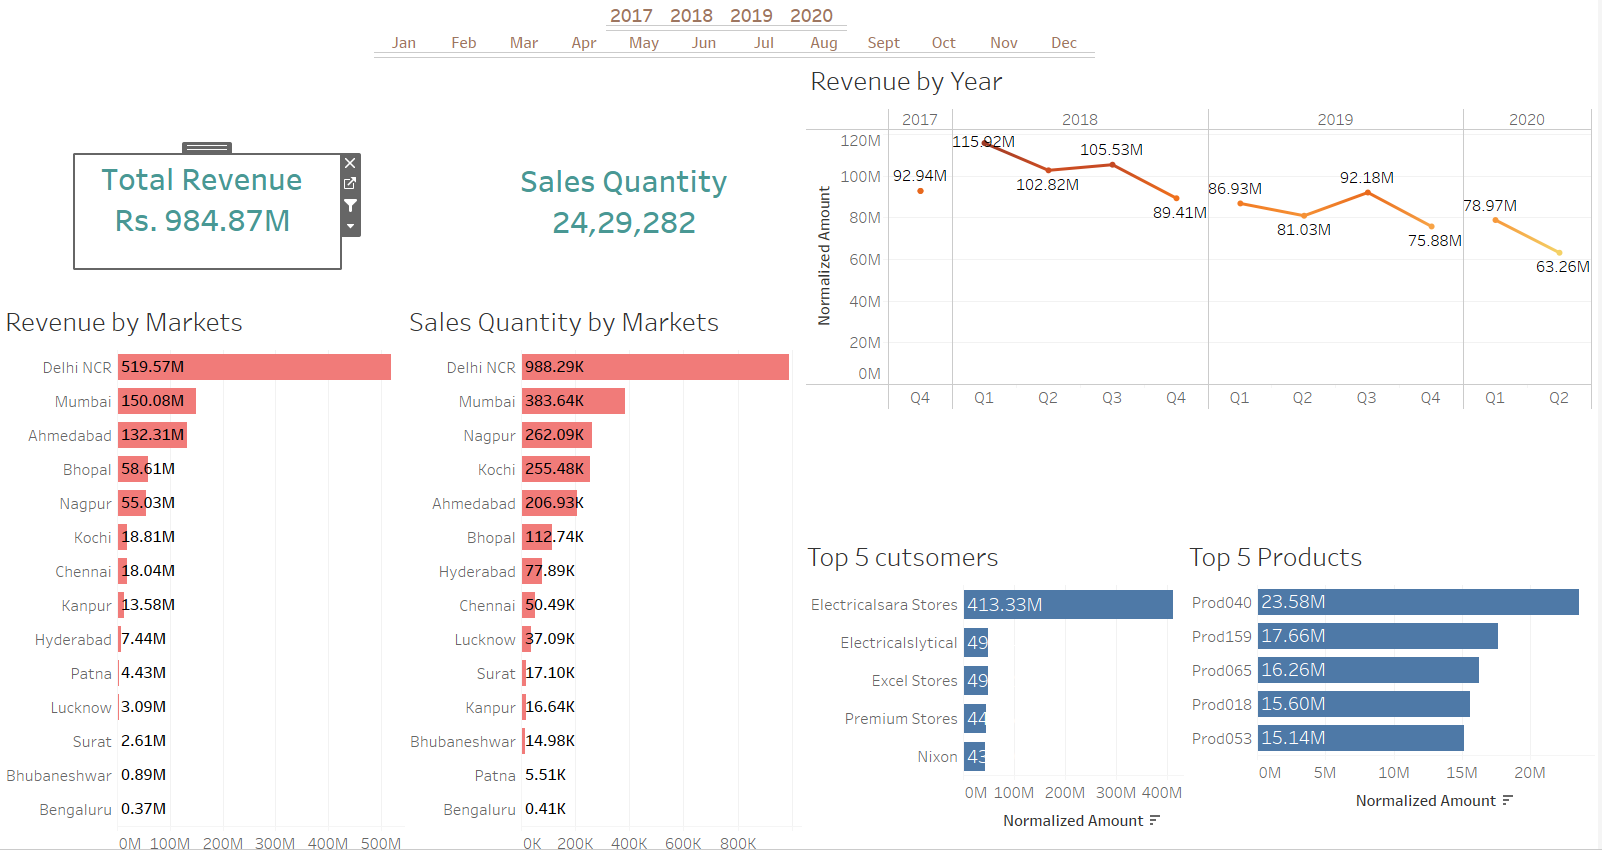 2017 2018 2019 2020
Jan Feb Mar Apr May Jun Jul Aug Sept Oct Nov Dec
Total Revenue
Rs. 984.87M
Sales Quantity
24,29,282
Revenue by Year
2017 2018 2019 2020
Normalized Amount
120M
100M
80M
60M
40M
20M
0M
92.94M
115.92M
102.82M
105.53M
89.41M
86.93M
81.03M
92.18M
75.88M
78.97M
63.26M
Q4 Q1 Q2 Q3 Q4 Q1 Q2 Q3 Q4 Q1 Q2
Revenue by Markets
Delhi NCR 519.57M
Mumbai 150.08M
Ahmedabad 132.31M
Bhopal 58.61M
Nagpur 55.03M
Kochi 18.81M
Chennai 18.04M
Kanpur 13.58M
Hyderabad 7.44M
Patna 4.43M
Lucknow 3.09M
Surat 2.61M
Bhubaneshwar 0.89M
Bengaluru 0.37M
0M 100M 200M 300M 400M 500M
Sales Quantity by Markets
Delhi NCR 988.29K
Mumbai 383.64K
Nagpur 262.09K
Kochi 255.48K
Ahmedabad 206.93K
Bhopal 112.74K
Hyderabad 77.89K
Chennai 50.49K
Lucknow 37.09K
Surat 17.10K
Kanpur 16.64K
Bhubaneshwar 14.98K
Patna 5.51K
Bengaluru 0.41K
0K 200K 400K 600K 800K
Top 5 cutsomers
Electricalsara Stores 413.33M
Electricalslytical 49
Excel Stores 49
Premium Stores 44
Nixon 43
0M 100M 200M 300M 400M
Normalized Amount
Top 5 Products
Prod040 23.58M
Prod159 17.66M
Prod065 16.26M
Prod018 15.60M
Prod053 15.14M
0M 5M 10M 15M 20M
Normalized Amount